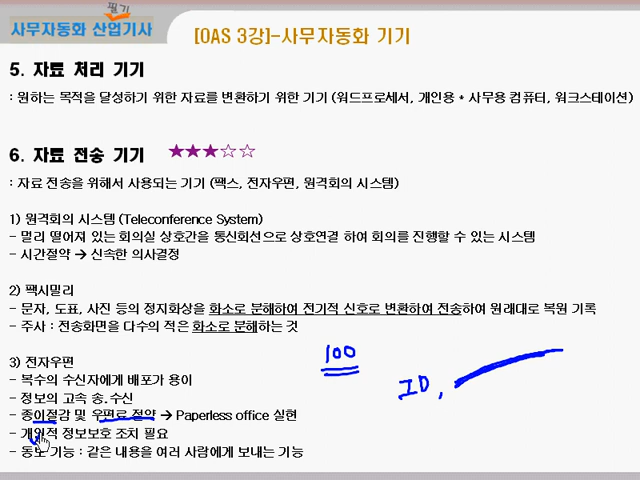 필기
사무자동화 산업기사
[OAS 3강]-사무자동화 기기
5. 자료 처리 기기
: 원하는 목적을 달성하기 위한 자료를 변환하기 위한 기기 (워드프로세서, 개인용 + 사무용 컴퓨터, 워크스테이션)
6. 자료 전송 기기 ★★★☆☆
: 자료 전송을 위해서 사용되는 기기 (팩스, 전자우편, 원격회의 시스템)
1) 원격회의 시스템 (Teleconference System)
- 멀리 떨어져 있는 회의실 상호간을 통신회선으로 상호연결 하여 회의를 진행할 수 있는 시스템
- 시간절약 → 신속한 의사결정
2) 팩시밀리
- 문자, 도표, 사진 등의 정지화상을 화소로 분해하여 전기적 신호로 변환하여 전송하여 원래대로 복원 기록
- 주사 : 전송화면을 다수의 적은 화소로 분해하는 것
3) 전자우편
- 복수의 수신자에게 배포가 용이
- 정보의 고속 송.수신
- 종이절감 및 우편료 절약 → Paperless office 실현
- 개인적 정보보호 조치 필요
- 동보 기능 : 같은 내용을 여러 사람에게 보내는 기능
100
ID,